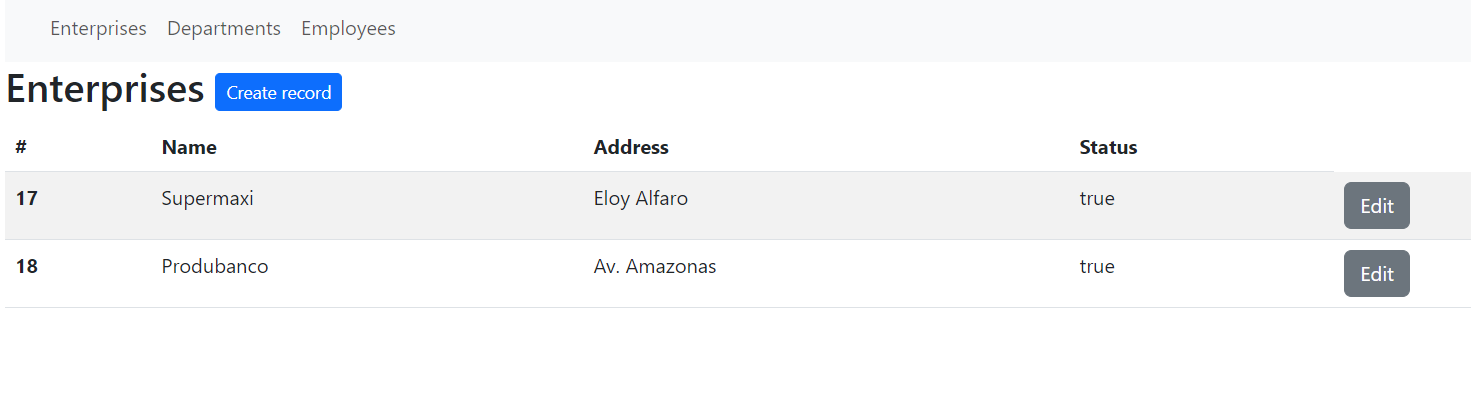 Enterprises Departments Employees
Enterprises Create record
# Name Address Status
17 Supermaxi Eloy Alfaro true Edit
18 Produbanco Av. Amazonas true Edit